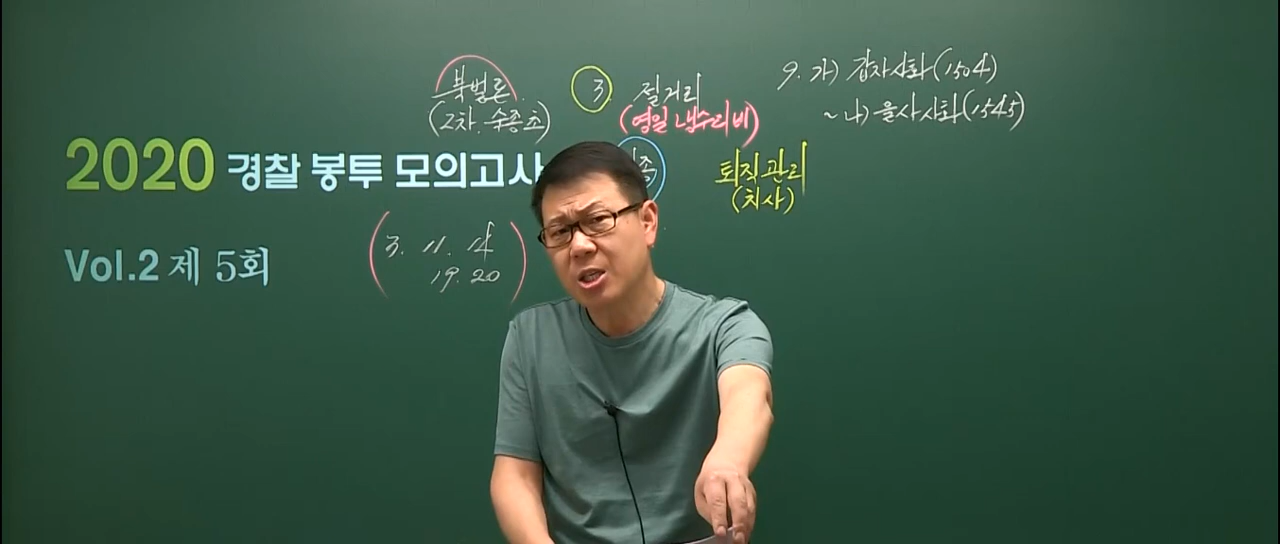 북벌론.
(2차. 숙종초)
3. 절거리
(영일 냉수리비)
9. 가) 갑자사화(1504)
~ 나) 을사사화(1545)
2020 경찰 봉투 모의고사
종
퇴직관리
(치사)
Vol.2 제 5회
(3. 11. 14
19. 20)